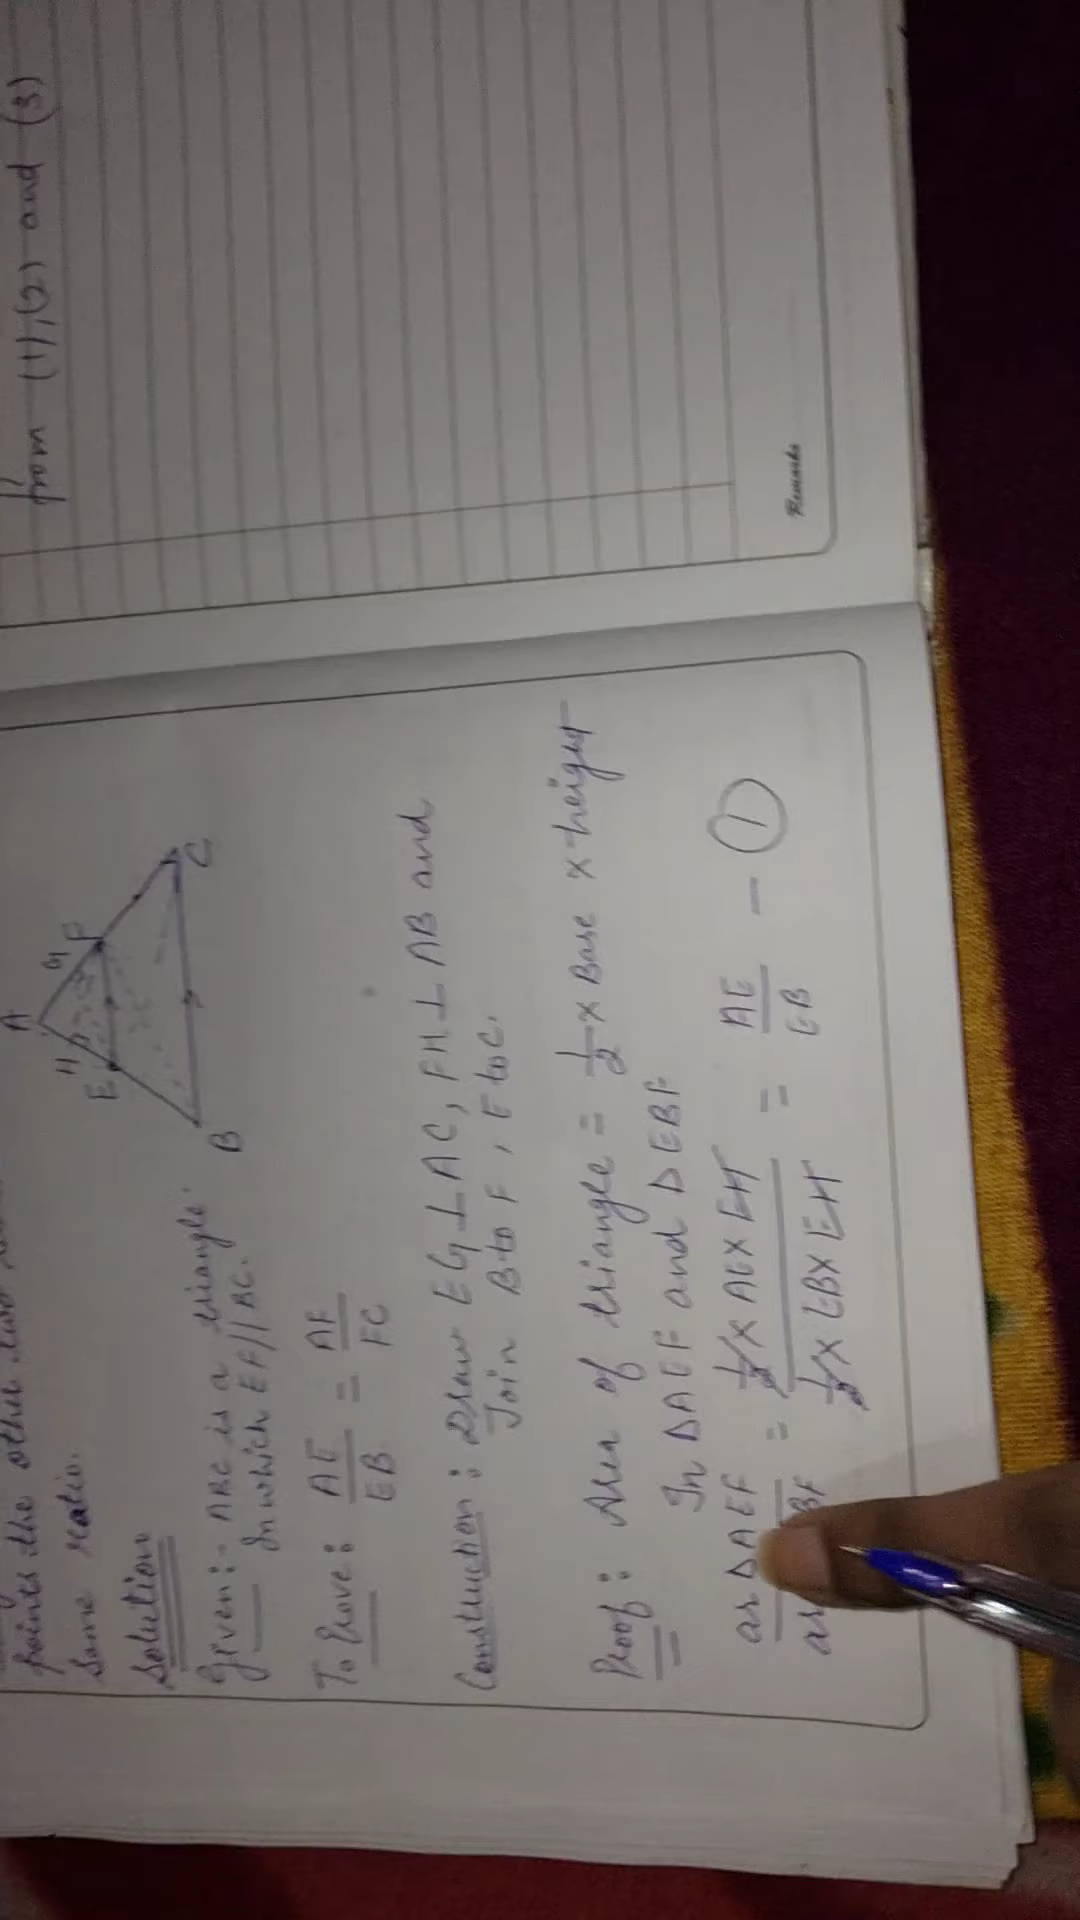 points the other two
same ratio.
Solution
A
H
G
E
F
B
C
Given:- ABC is a triangle
In which EF//BC.
To Prove: AE/EB = AF/FC
Construction: Draw EG ⊥ AC, FH ⊥ AB and
Join B to F, E to C.
Proof: Area of triangle = 1/2 x Base x height
In ΔAEF and ΔEBF
ar ΔAEF / ar BF = 1/2 x AE x EH / 1/2 x EB x EH = AE/EB - (1)
from (1), (2) and (3)
Remarks